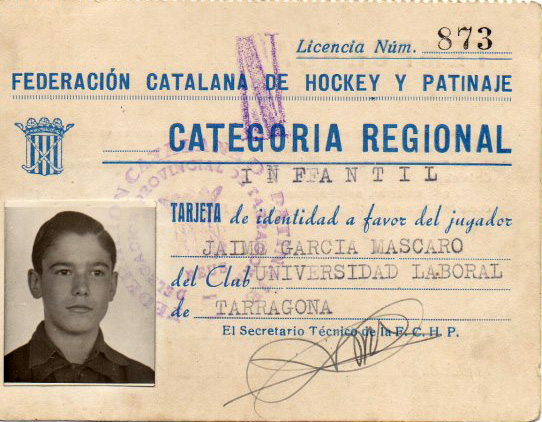 Licencia Núm. 873
FEDERACIÓN CATALANA DE HOCKEY Y PATINAJE
CATEGORIA REGIONAL
INFANTIL
TARJETA de identidad a favor del jugador
JAIME GARCIA MASCARO
del Club UNIVERSIDAD LABORAL
de TARRAGONA
El Secretario Técnico de la F. C. H. P.